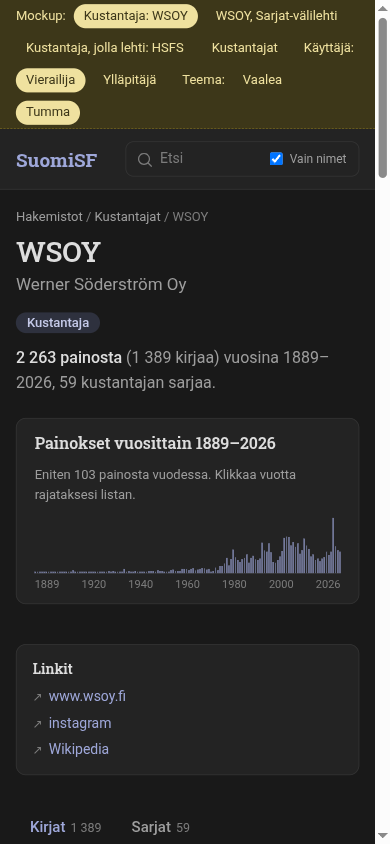 Mockup: Kustantaja: WSOY WSOY, Sarjat-välilehti
Kustantaja, jolla lehti: HSFS Kustantajat Käyttäjä:
Vierailija Ylläpitäjä Teema: Vaalea
Tumma
SuomiSF Etsi Vain nimet
Hakemistot / Kustantajat / WSOY
WSOY
Werner Söderström Oy
Kustantaja
2 263 painosta (1 389 kirjaa) vuosina 1889–
2026, 59 kustantajan sarjaa.
Painokset vuosittain 1889–2026
Eniten 103 painosta vuodessa. Klikkaa vuotta
rajataksesi listan.
1889 1920 1940 1960 1980 2000 2026
Linkit
↗ www.wsoy.fi
↗ instagram
↗ Wikipedia
Kirjat 1 389 Sarjat 59